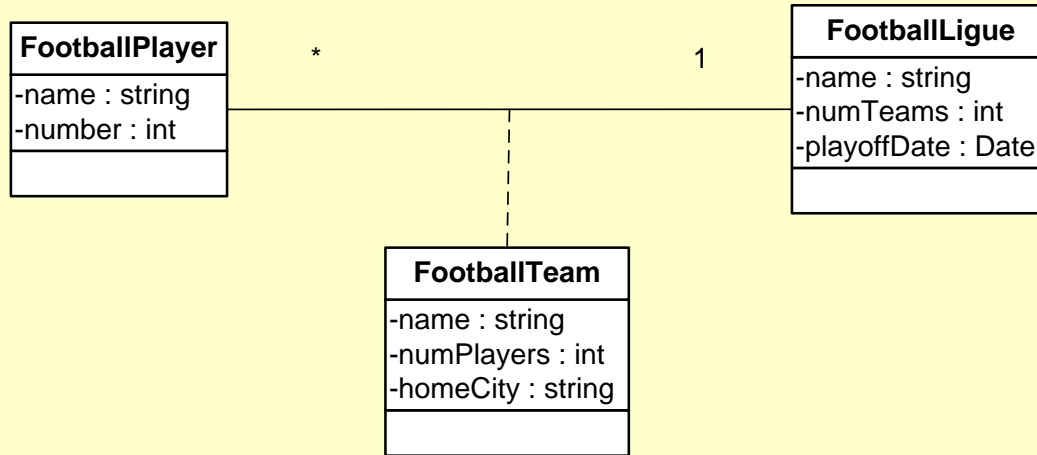 FootballPlayer
-name : string
-number : int
*
1
FootballLigue
-name : string
-numTeams : int
-playoffDate : Date
FootballTeam
-name : string
-numPlayers : int
-homeCity : string